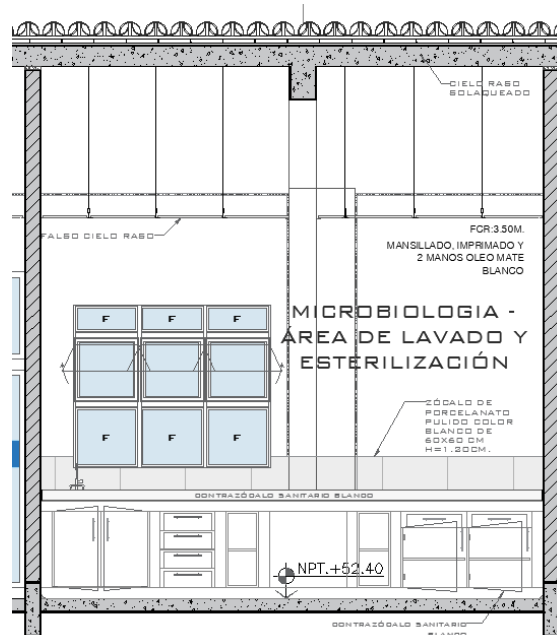 CIELO RASO
SOLAQUEADO
FCR:3.50M.
MANSILLADO, IMPRIMADO Y
2 MANOS OLEO MATE
BLANCO
FALSO CIELO RASO
F F F
MICROBIOLOGIA -
ÁREA DE LAVADO Y
ESTERILIZACIÓN
ZÓCALO DE
PORCELANATO
PULIDO COLOR
BLANCO DE
60X60 CM
H=1.20CM.
F F F
CONTRAZÓCALO SANITARIO BLANCO
NPT.+52.40
CONTRAZÓCALO SANITARIO
BLANCO